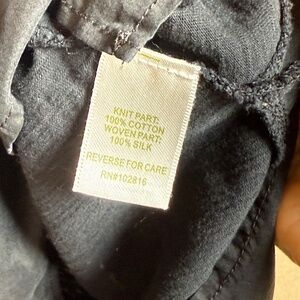 KNIT PART:
100% COTTON
WOVEN PART:
100% SILK
REVERSE FOR CARE
RN#102816